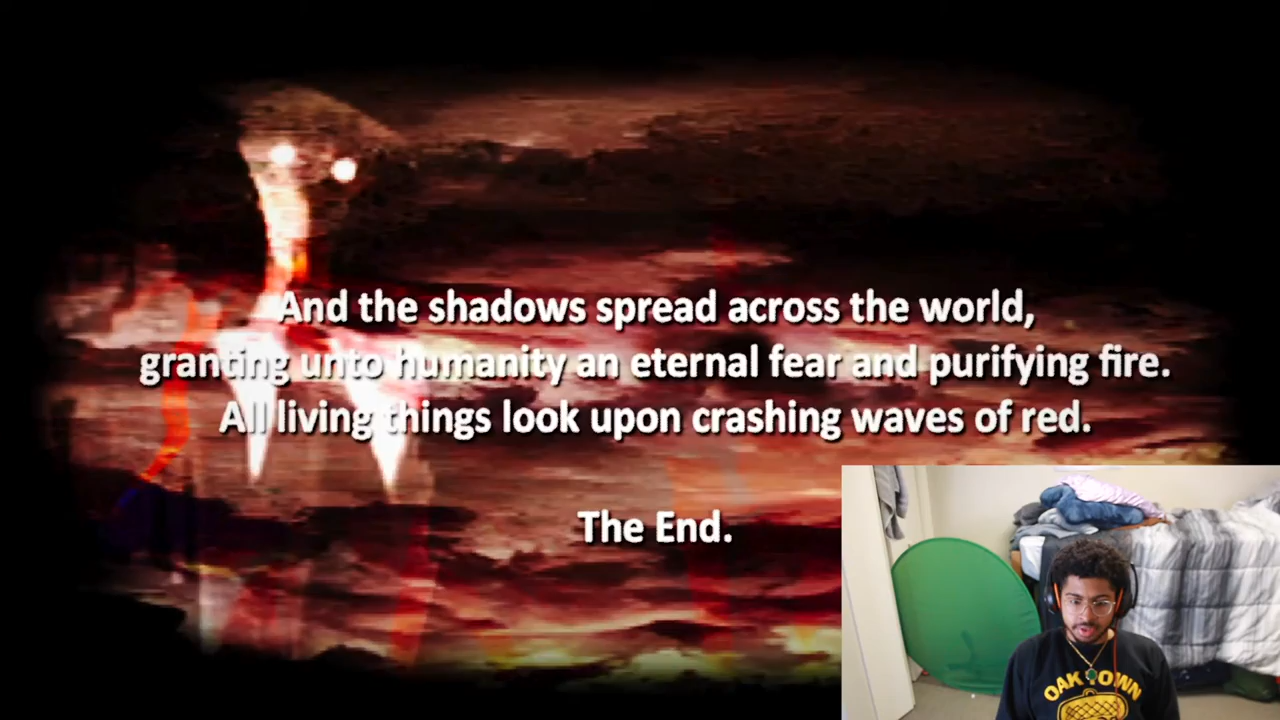 And the shadows spread across the world,
granting unto humanity an eternal fear and purifying fire.
All living things look upon crashing waves of red.
The End.
OAKTOWN